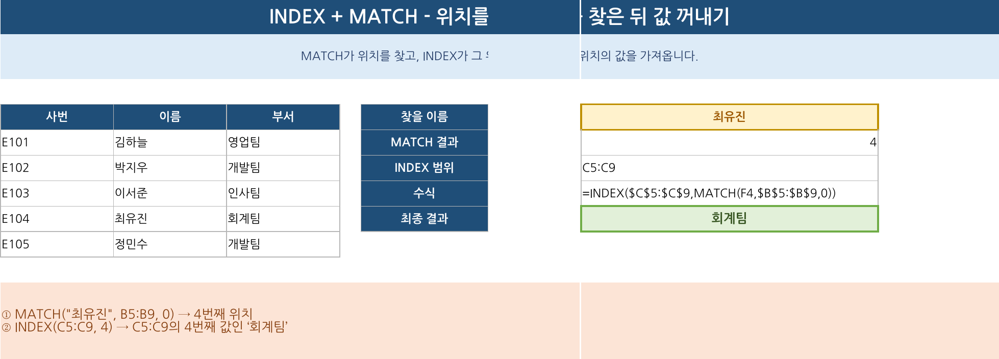 INDEX + MATCH - 위치를 찾은 뒤 값 꺼내기
MATCH가 위치를 찾고, INDEX가 그 위치의 값을 가져옵니다.
사번 이름 부서 찾을 이름 최유진
E101 김하늘 영업팀 MATCH 결과 4
E102 박지우 개발팀 INDEX 범위 C5:C9
E103 이서준 인사팀 수식 =INDEX($C$5:$C$9,MATCH(F4,$B$5:$B$9,0))
E104 최유진 회계팀 최종 결과 회계팀
E105 정민수 개발팀
① MATCH("최유진", B5:B9, 0) → 4번째 위치
② INDEX(C5:C9, 4) → C5:C9의 4번째 값인 ‘회계팀’